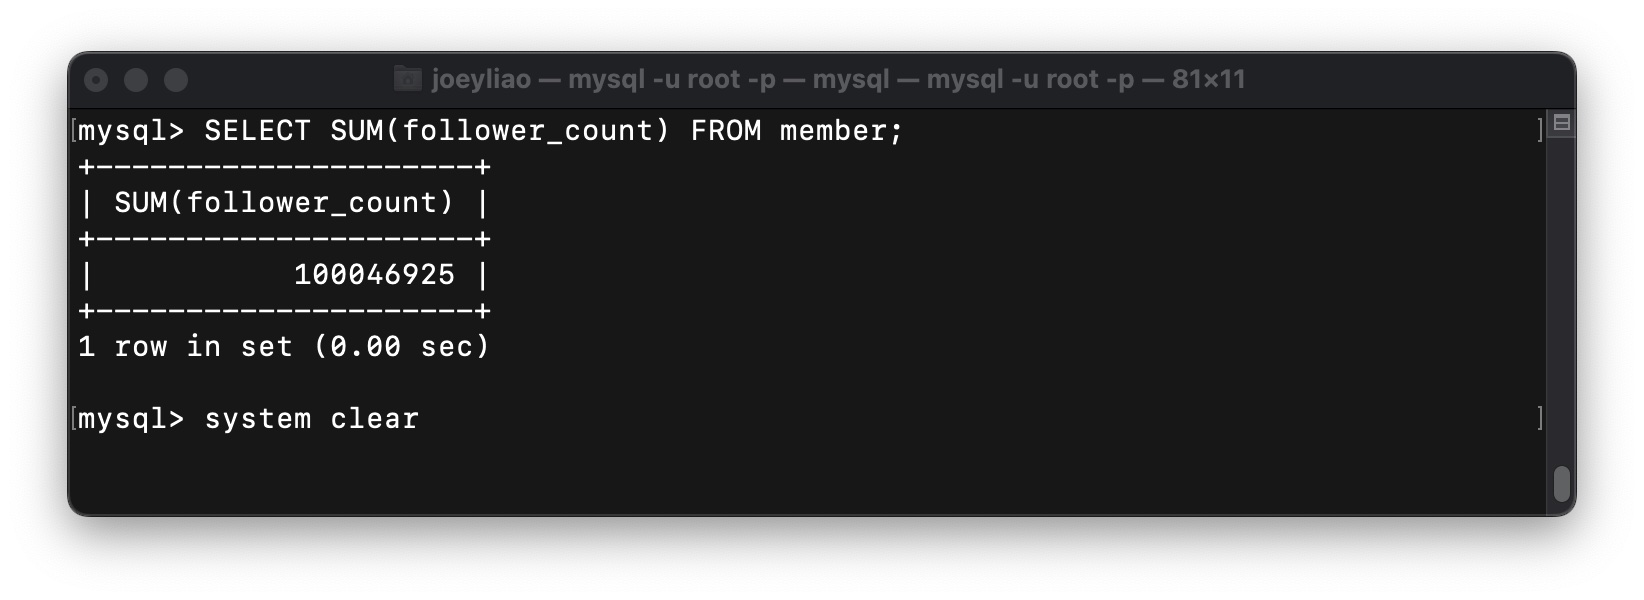 joeyliao — mysql -u root -p — mysql — mysql -u root -p — 81×11
[mysql> SELECT SUM(follower_count) FROM member; ]
+---------------------+
| SUM(follower_count) |
+---------------------+
|           100046925 |
+---------------------+
1 row in set (0.00 sec)
[mysql> system clear ]